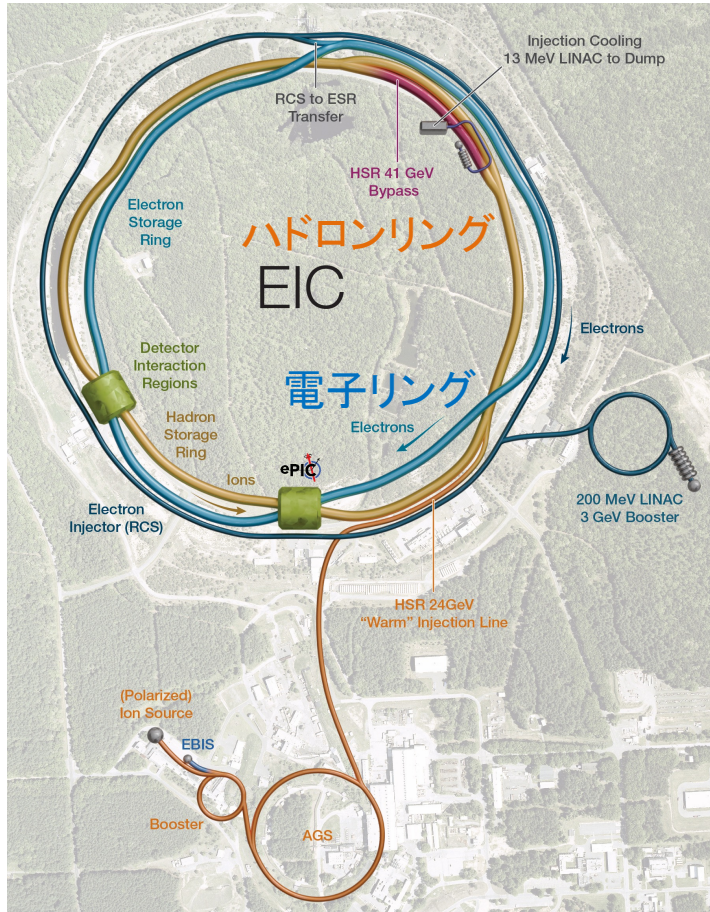 Injection Cooling
13 MeV LINAC to Dump
RCS to ESR
Transfer
HSR 41 GeV
Bypass
Electron
Storage
Ring
ハドロンリング
EIC
Electrons
Detector
Interaction
Regions
電子リング
Hadron
Storage
Ring
Electrons
ePIC
Ions
Electron
Injector (RCS)
200 MeV LINAC
3 GeV Booster
HSR 24GeV
“Warm” Injection Line
(Polarized)
Ion Source
EBIS
Booster
AGS